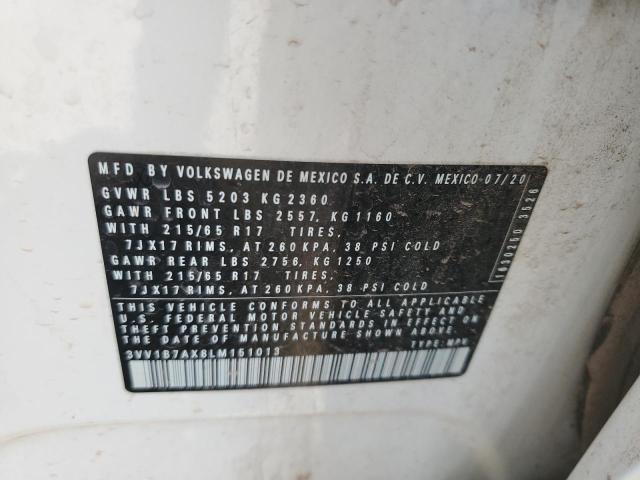 MFD BY VOLKSWAGEN DE MEXICO S.A. DE C.V. MEXICO-07/20
GVWR LBS 5203 KG 2360
GAWR FRONT LBS 2557, KG 1160
WITH 215/65 R17 TIRES,
7JX17 RIMS, AT 260 KPA, 38 PSI COLD
GAWR REAR LBS 2756, KG 1250
WITH 215/65 R17 TIRES,
7JX17 RIMS, AT 260 KPA, 38 PSI COLD
THIS VEHICLE CONFORMS TO ALL APPLICABLE
U.S. FEDERAL MOTOR VEHICLE SAFETY AND
THEFT PREVENTION STANDARDS IN EFFECT ON
THE DATE OF MANUFACTURE SHOWN ABOVE.
3VV1B7AX8LM151013 TYPE: MPV
1630250 3526